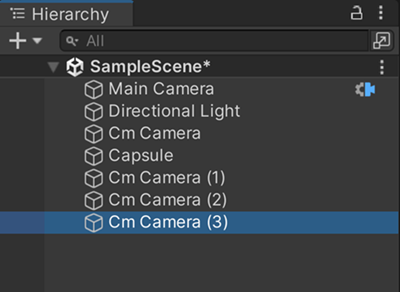 Hierarchy
All
SampleScene*
Main Camera
Directional Light
Cm Camera
Capsule
Cm Camera (1)
Cm Camera (2)
Cm Camera (3)